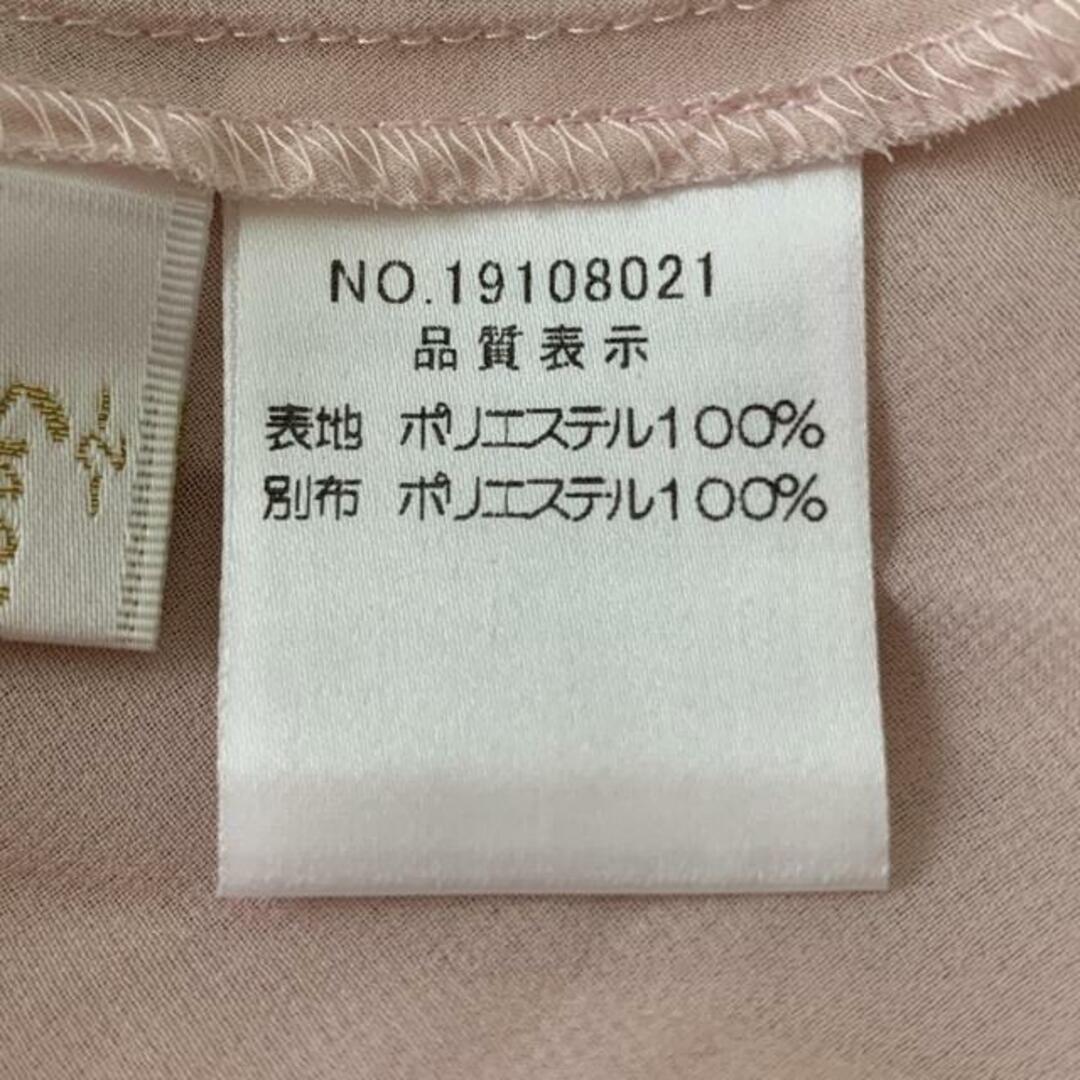 NO.19108021
品質表示
表地 ポリエステル100%
別布 ポリエステル100%